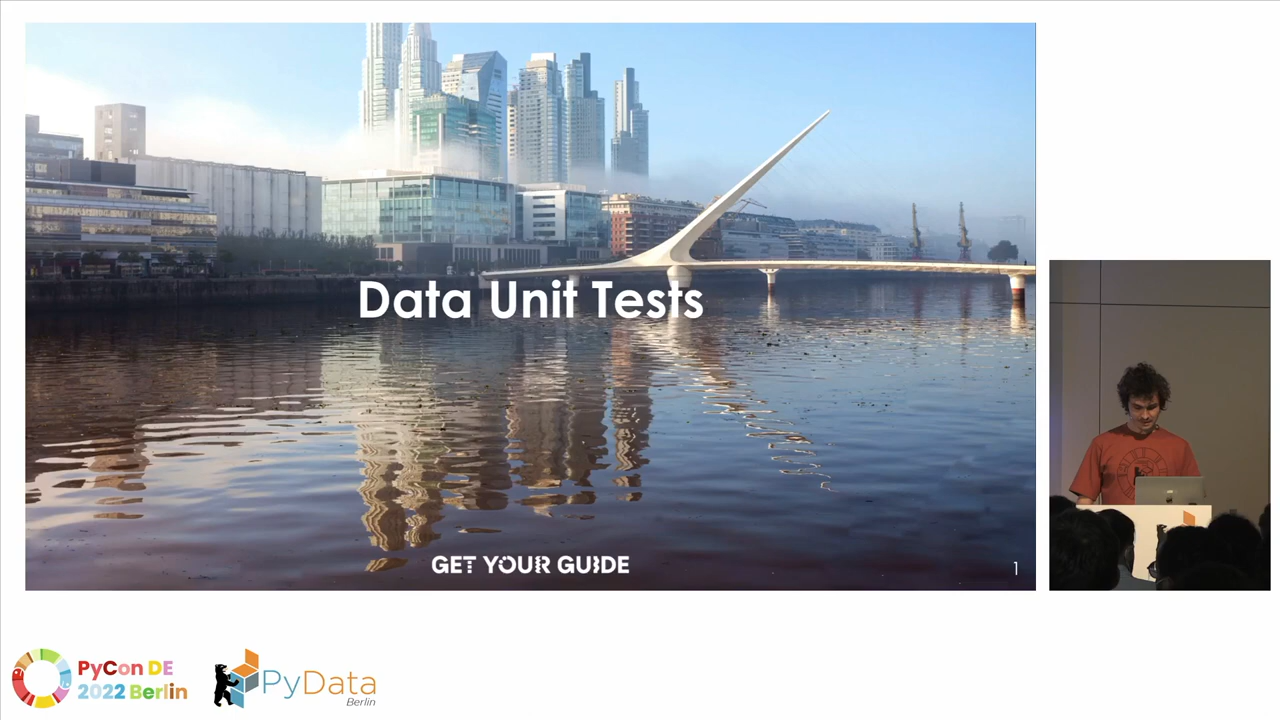 Data Unit Tests
GET YOUR GUIDE
1
PyCon DE
2022 Berlin
PyData
Berlin